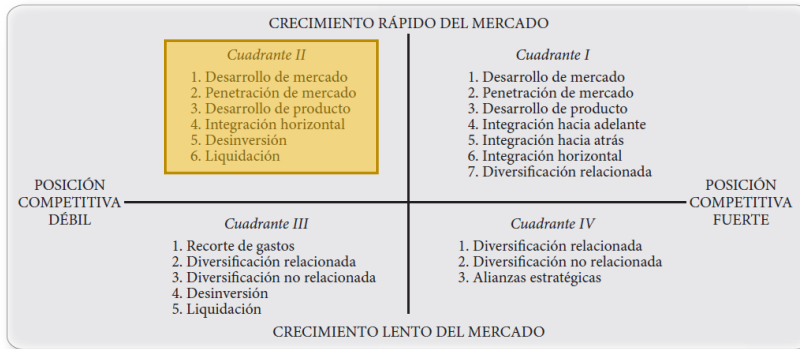 CRECIMIENTO RÁPIDO DEL MERCADO
Cuadrante II
1. Desarrollo de mercado
2. Penetración de mercado
3. Desarrollo de producto
4. Integración horizontal
5. Desinversión
6. Liquidación
Cuadrante I
1. Desarrollo de mercado
2. Penetración de mercado
3. Desarrollo de producto
4. Integración hacia adelante
5. Integración hacia atrás
6. Integración horizontal
7. Diversificación relacionada
POSICIÓN
COMPETITIVA
DÉBIL
POSICIÓN
COMPETITIVA
FUERTE
Cuadrante III
1. Recorte de gastos
2. Diversificación relacionada
3. Diversificación no relacionada
4. Desinversión
5. Liquidación
Cuadrante IV
1. Diversificación relacionada
2. Diversificación no relacionada
3. Alianzas estratégicas
CRECIMIENTO LENTO DEL MERCADO